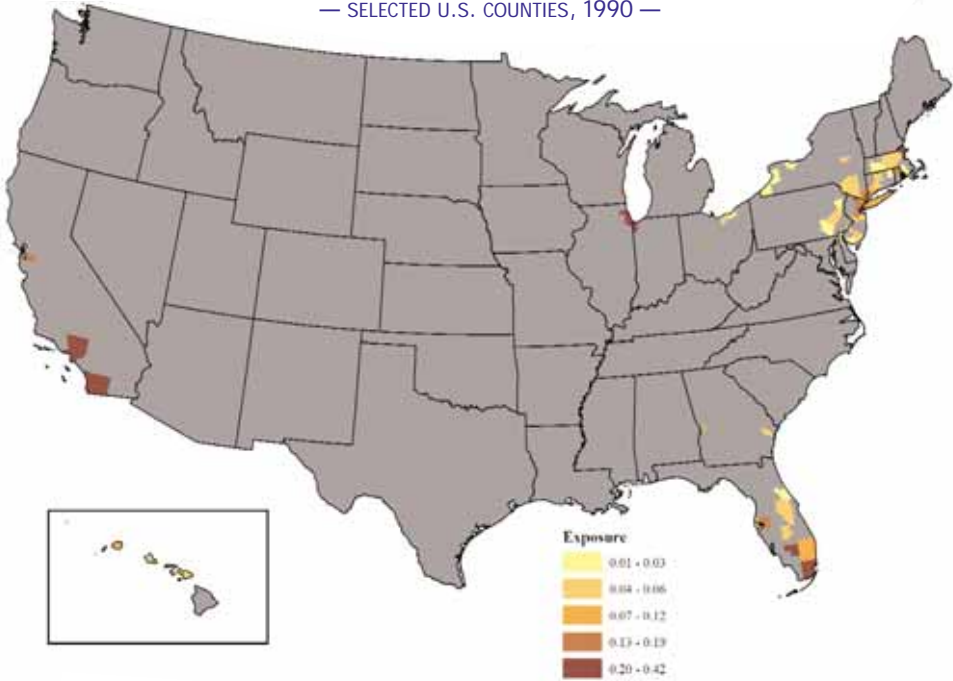 — SELECTED U.S. COUNTIES, 1990 —
Exposure
0.01 - 0.03
0.04 - 0.06
0.07 - 0.12
0.13 - 0.19
0.20 - 0.42